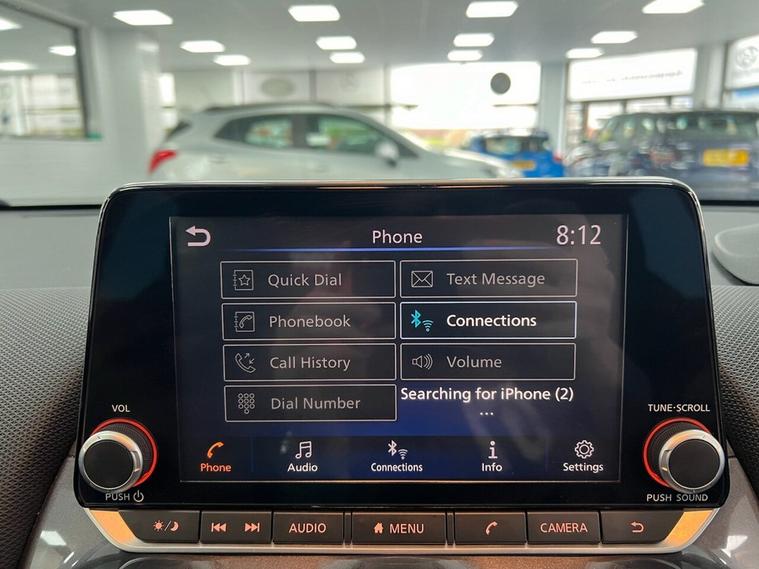 Phone
8:12
Quick Dial
Text Message
Phonebook
Connections
Call History
Volume
Dial Number
Searching for iPhone (2)
...
VOL
TUNE·SCROLL
Phone
Audio
Connections
Info
Settings
PUSH
PUSH SOUND
AUDIO
MENU
CAMERA